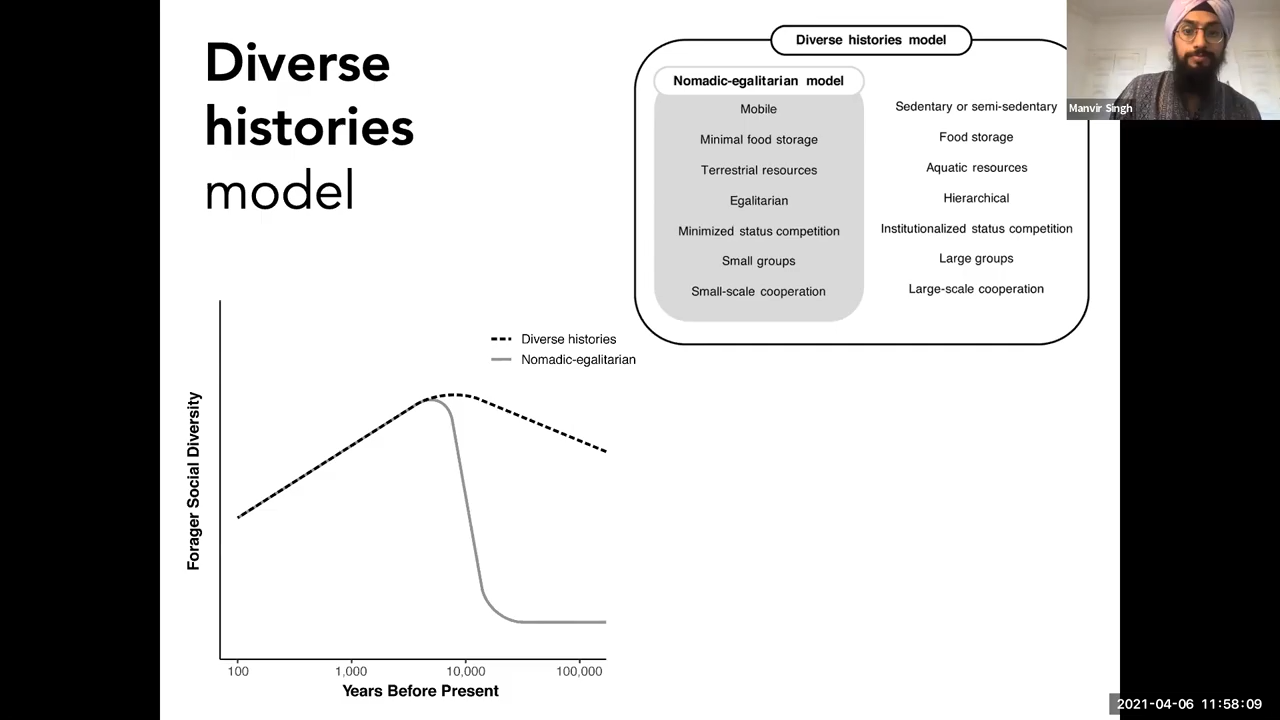 Diverse
histories
model
Diverse histories model
Nomadic-egalitarian model
Mobile
Minimal food storage
Terrestrial resources
Egalitarian
Minimized status competition
Small groups
Small-scale cooperation
Sedentary or semi-sedentary
Food storage
Aquatic resources
Hierarchical
Institutionalized status competition
Large groups
Large-scale cooperation
Manvir Singh
Diverse histories
Nomadic-egalitarian
Forager Social Diversity
100 1,000 10,000 100,000
Years Before Present
2021-04-06 11:58:09